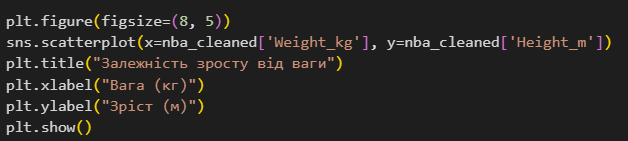 plt.figure(figsize=(8, 5))
sns.scatterplot(x=nba_cleaned['Weight_kg'], y=nba_cleaned['Height_m'])
plt.title("Залежність зросту від ваги")
plt.xlabel("Вага (кг)")
plt.ylabel("Зріст (м)")
plt.show()